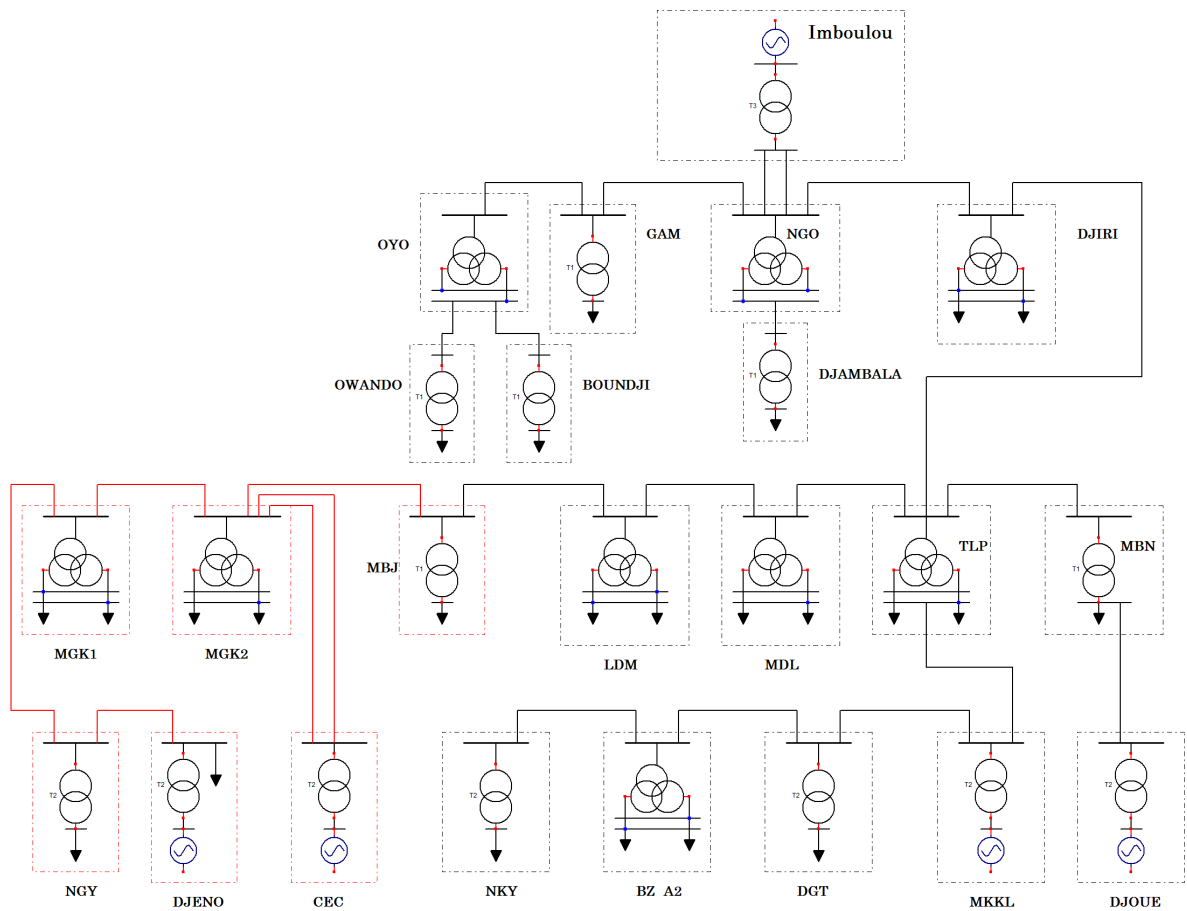 Imboulou
T3
OYO
GAM
NGO
DJIRI
T1
OWANDO
BOUNDJI
DJAMBALA
T1
T1
T1
MBJ
TLP
MBN
T1
T1
MGK1
MGK2
LDM
MDL
T2
T2
T2
T2
T2
T2
T2
NGY
DJENO
CEC
NKY
BZ A2
DGT
MKKL
DJOUE